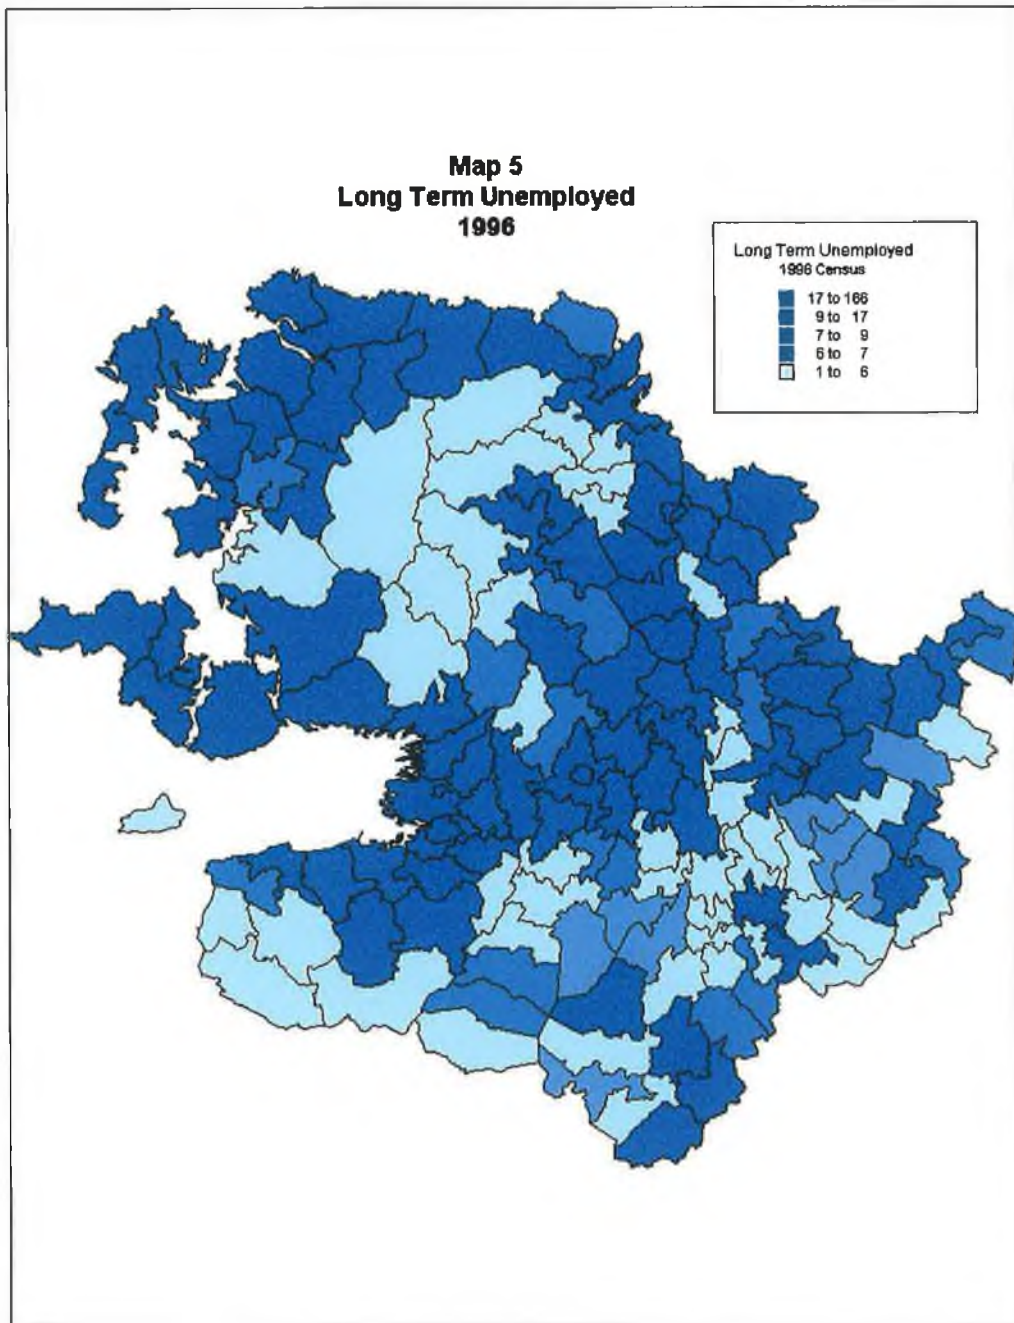 Map 5
Long Term Unemployed
1996
Long Term Unemployed
1996 Census
17 to 166
9 to 17
7 to 9
6 to 7
1 to 6